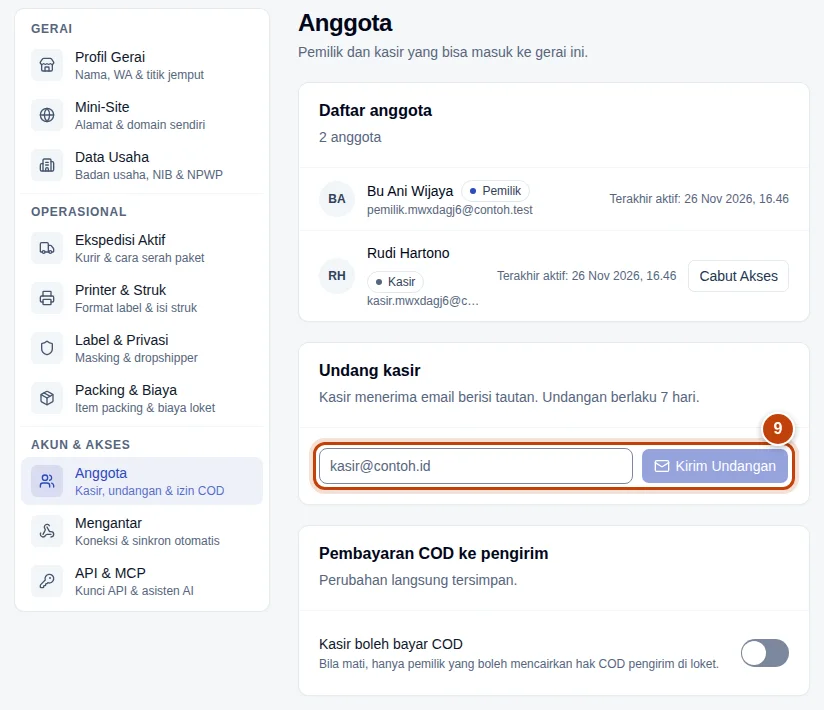 GERAI
Profil Gerai
Nama, WA & titik jemput
Mini-Site
Alamat & domain sendiri
Data Usaha
Badan usaha, NIB & NPWP
OPERASIONAL
Ekspedisi Aktif
Kurir & cara serah paket
Printer & Struk
Format label & isi struk
Label & Privasi
Masking & dropshipper
Packing & Biaya
Item packing & biaya loket
AKUN & AKSES
Anggota
Kasir, undangan & izin COD
Mengantar
Koneksi & sinkron otomatis
API & MCP
Kunci API & asisten AI
Anggota
Pemilik dan kasir yang bisa masuk ke gerai ini.
Daftar anggota
2 anggota
BA
Bu Ani Wijaya
Pemilik
pemilik.mwxdagj6@contoh.test
Terakhir aktif: 26 Nov 2026, 16.46
RH
Rudi Hartono
Kasir
kasir.mwxdagj6@c…
Terakhir aktif: 26 Nov 2026, 16.46
Cabut Akses
Undang kasir
Kasir menerima email berisi tautan. Undangan berlaku 7 hari.
9
kasir@contoh.id
Kirim Undangan
Pembayaran COD ke pengirim
Perubahan langsung tersimpan.
Kasir boleh bayar COD
Bila mati, hanya pemilik yang boleh mencairkan hak COD pengirim di loket.